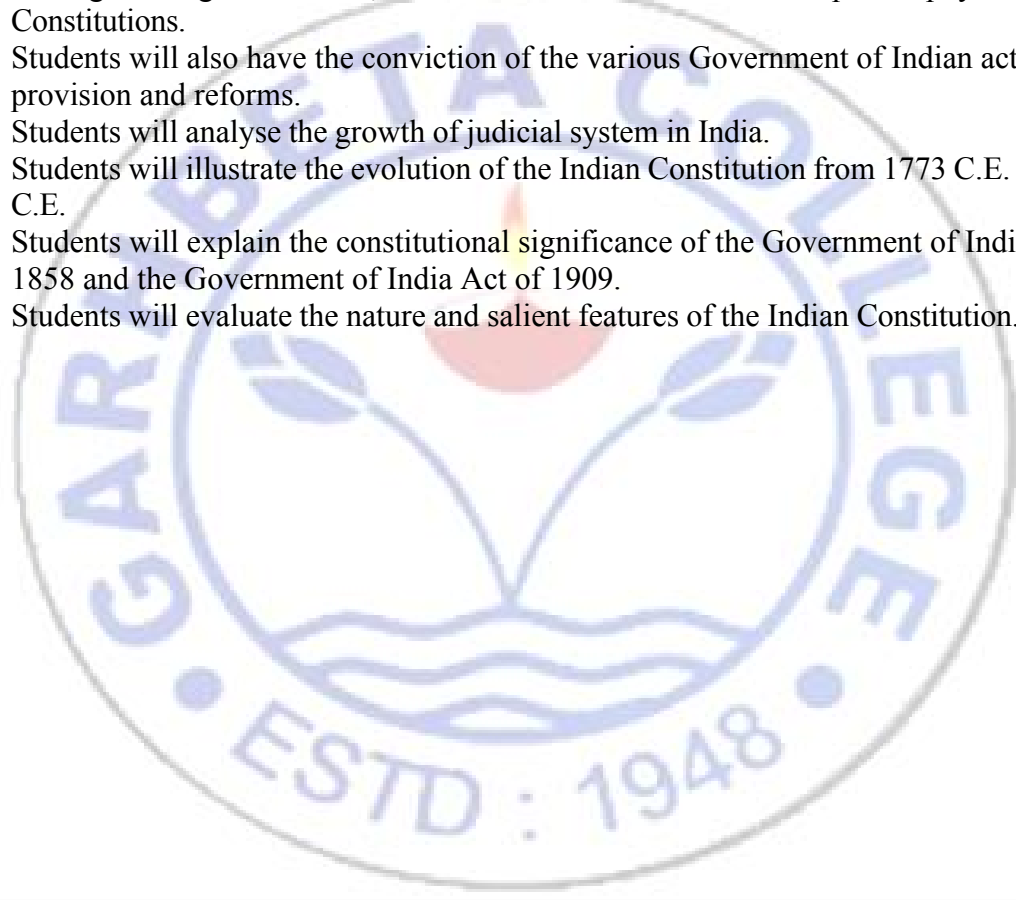 Constitutions.
Students will also have the conviction of the various Government of Indian act
provision and reforms.
Students will analyse the growth of judicial system in India.
Students will illustrate the evolution of the Indian Constitution from 1773 C.E.
C.E.
Students will explain the constitutional significance of the Government of Indi
1858 and the Government of India Act of 1909.
Students will evaluate the nature and salient features of the Indian Constitution.
GARHBETA COLLEGE
ESTD : 1948